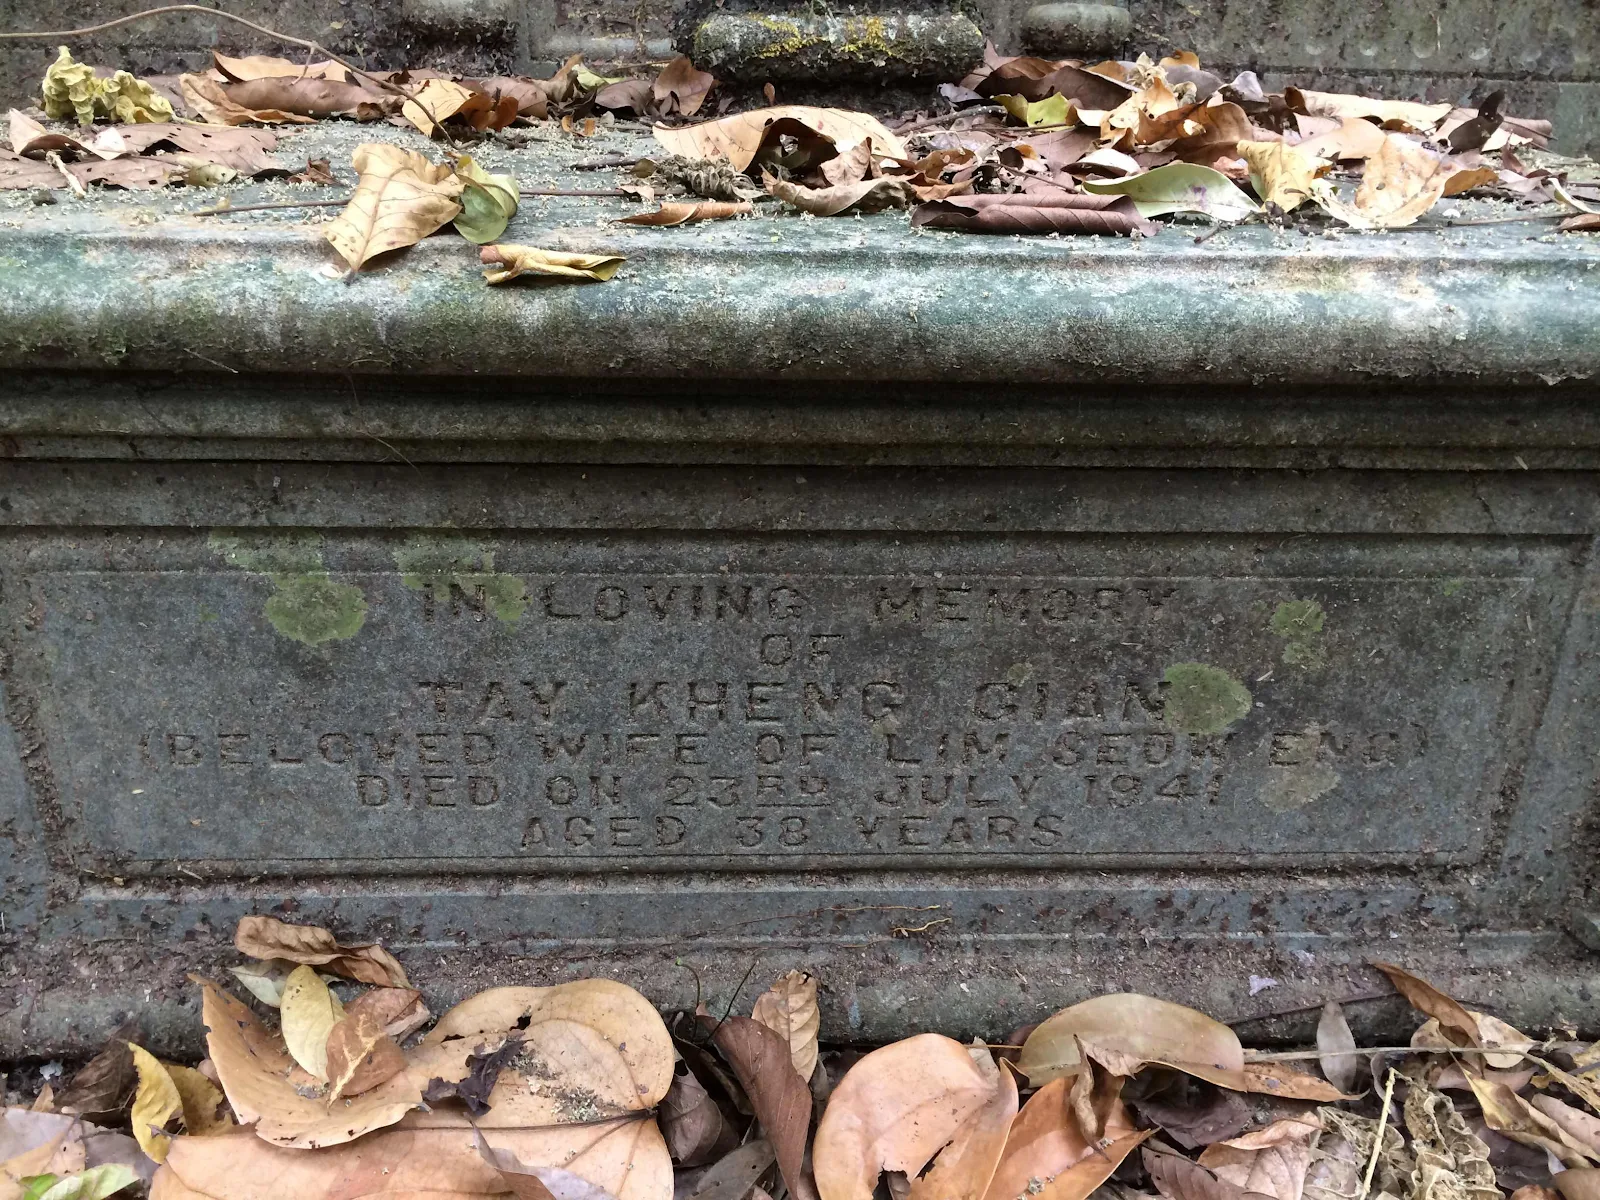 IN LOVING MEMORY
OF
TAY KHENG GIAN
(BELOVED WIFE OF LIM SEOW ENG)
DIED ON 23RD JULY 1941
AGED 38 YEARS